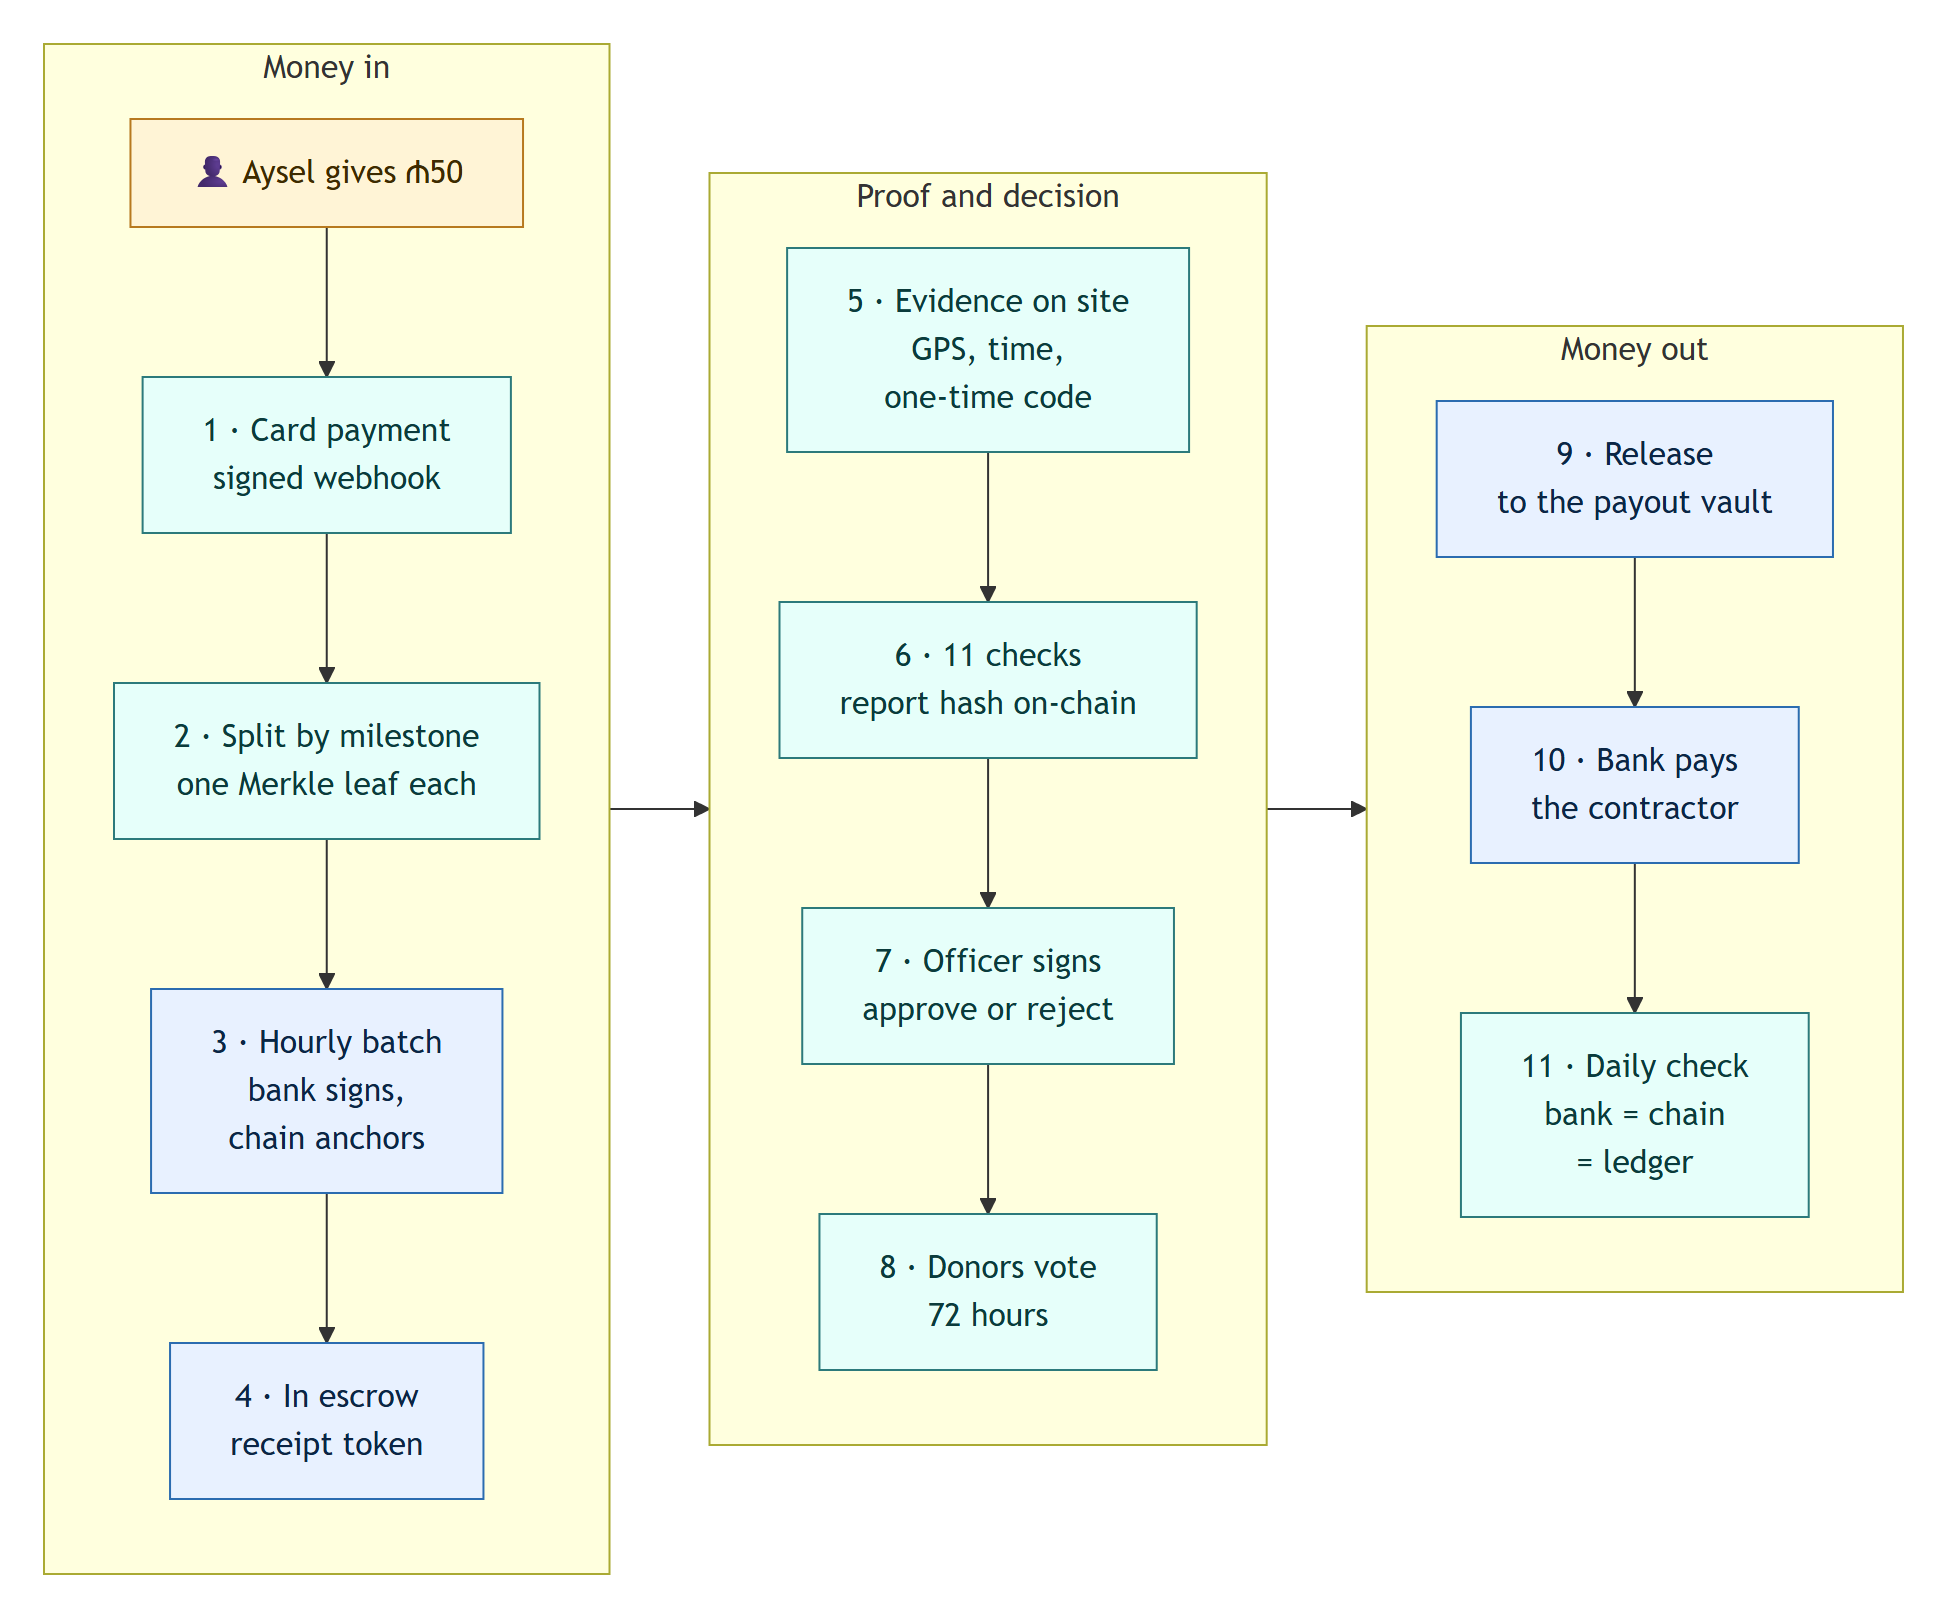 Money in
👤 Aysel gives ₼50
1 · Card payment
signed webhook
2 · Split by milestone
one Merkle leaf each
3 · Hourly batch
bank signs,
chain anchors
4 · In escrow
receipt token
Proof and decision
5 · Evidence on site
GPS, time,
one-time code
6 · 11 checks
report hash on-chain
7 · Officer signs
approve or reject
8 · Donors vote
72 hours
Money out
9 · Release
to the payout vault
10 · Bank pays
the contractor
11 · Daily check
bank = chain
= ledger